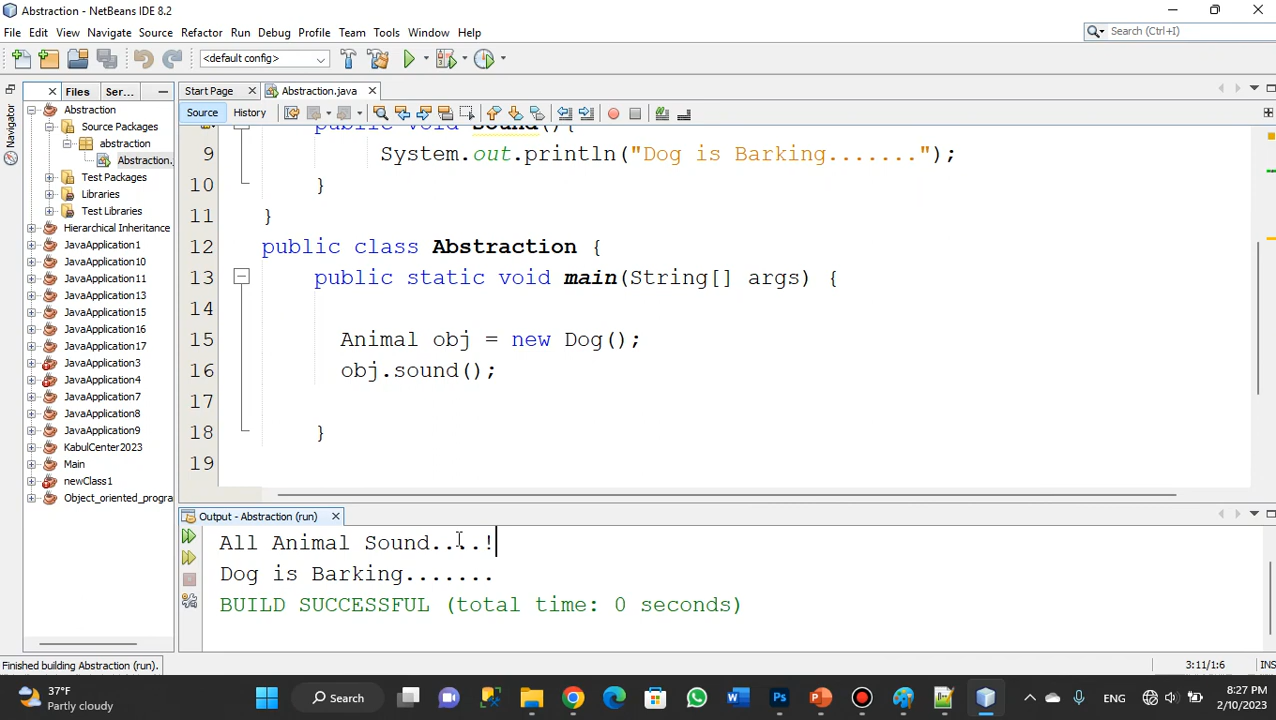 Abstraction - NetBeans IDE 8.2
File Edit View Navigate Source Refactor Run Debug Profile Team Tools Window Help
Search (Ctrl+I)
<default config>
Files Ser...
Start Page Abstraction.java
Navigator
Source History
Abstraction
Source Packages
abstraction
Abstraction.
Test Packages
Libraries
Test Libraries
Hierarchical Inheritance
JavaApplication1
JavaApplication10
JavaApplication11
JavaApplication13
JavaApplication15
JavaApplication16
JavaApplication17
JavaApplication3
JavaApplication4
JavaApplication7
JavaApplication8
JavaApplication9
KabulCenter2023
Main
newClass1
Object_oriented_progra
public void sound(){
9 System.out.println("Dog is Barking.......");
10 }
11 }
12 public class Abstraction {
13 public static void main(String[] args) {
14
15 Animal obj = new Dog();
16 obj.sound();
17
18 }
19
Output - Abstraction (run)
All Animal Sound....!
Dog is Barking.......
BUILD SUCCESSFUL (total time: 0 seconds)
Finished building Abstraction (run).
3:11/1:6
INS
37°F
Partly cloudy
Search
ENG
8:27 PM
2/10/2023